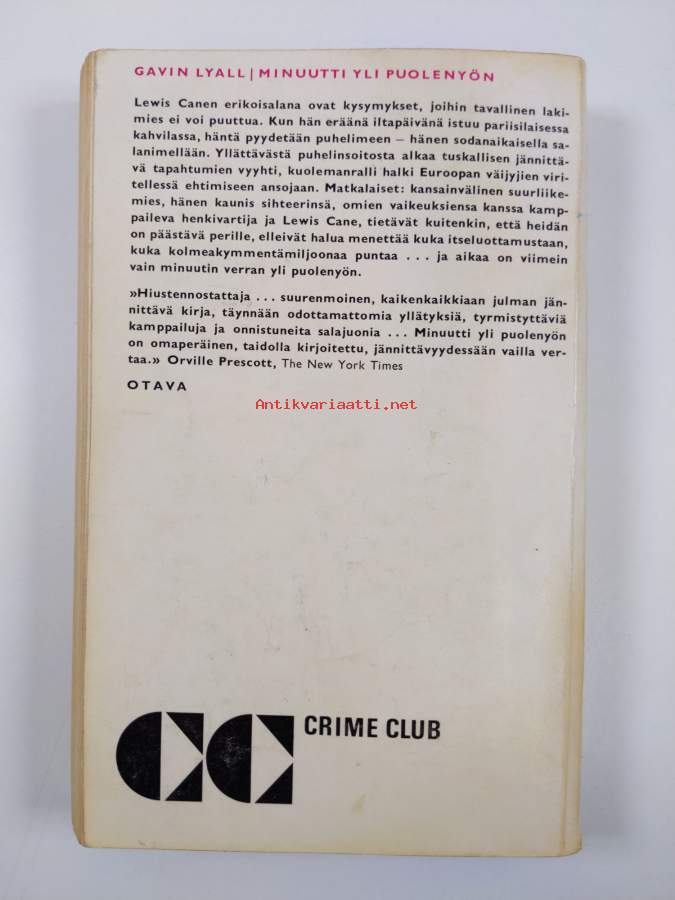 GAVIN LYALL | MINUUTTI YLI PUOLENYÖN
Lewis Canen erikoisalana ovat kysymykset, joihin tavallinen laki-
mies ei voi puuttua. Kun hän eräänä iltapäivänä istuu pariisilaisessa
kahvilassa, häntä pyydetään puhelimeen – hänen sodanaikaisella sa-
lanimellään. Yllättävästä puhelinsoitosta alkaa tuskallisen jännittä-
vä tapahtumien vyyhti, kuolemanralli halki Euroopan väijyjien viri-
tellessä ehtimiseen ansojaan. Matkalaiset: kansainvälinen suurliike-
mies, hänen kaunis sihteerinsä, omien vaikeuksiensa kanssa kamp-
paileva henkivartija ja Lewis Cane, tietävät kuitenkin, että heidän
on päästävä perille, elleivät halua menettää kuka itseluottamustaan,
kuka kolmeakymmentämiljoonaa puntaa . . . ja aikaa on viimein
vain minuutin verran yli puolenyön.
»Hiustennostattaja . . . suurenmoinen, kaikenkaikkiaan julman jän-
nittävä kirja, täynnään odottamattomia yllätyksiä, tyrmistyttäviä
kamppailuja ja onnistuneita salajuonia . . . Minuutti yli puolenyön
on omaperäinen, taidolla kirjoitettu, jännittävyydessään vailla ver-
taa.» Orville Prescott, The New York Times
OTAVA
Antikvariaatti.net
CC CRIME CLUB